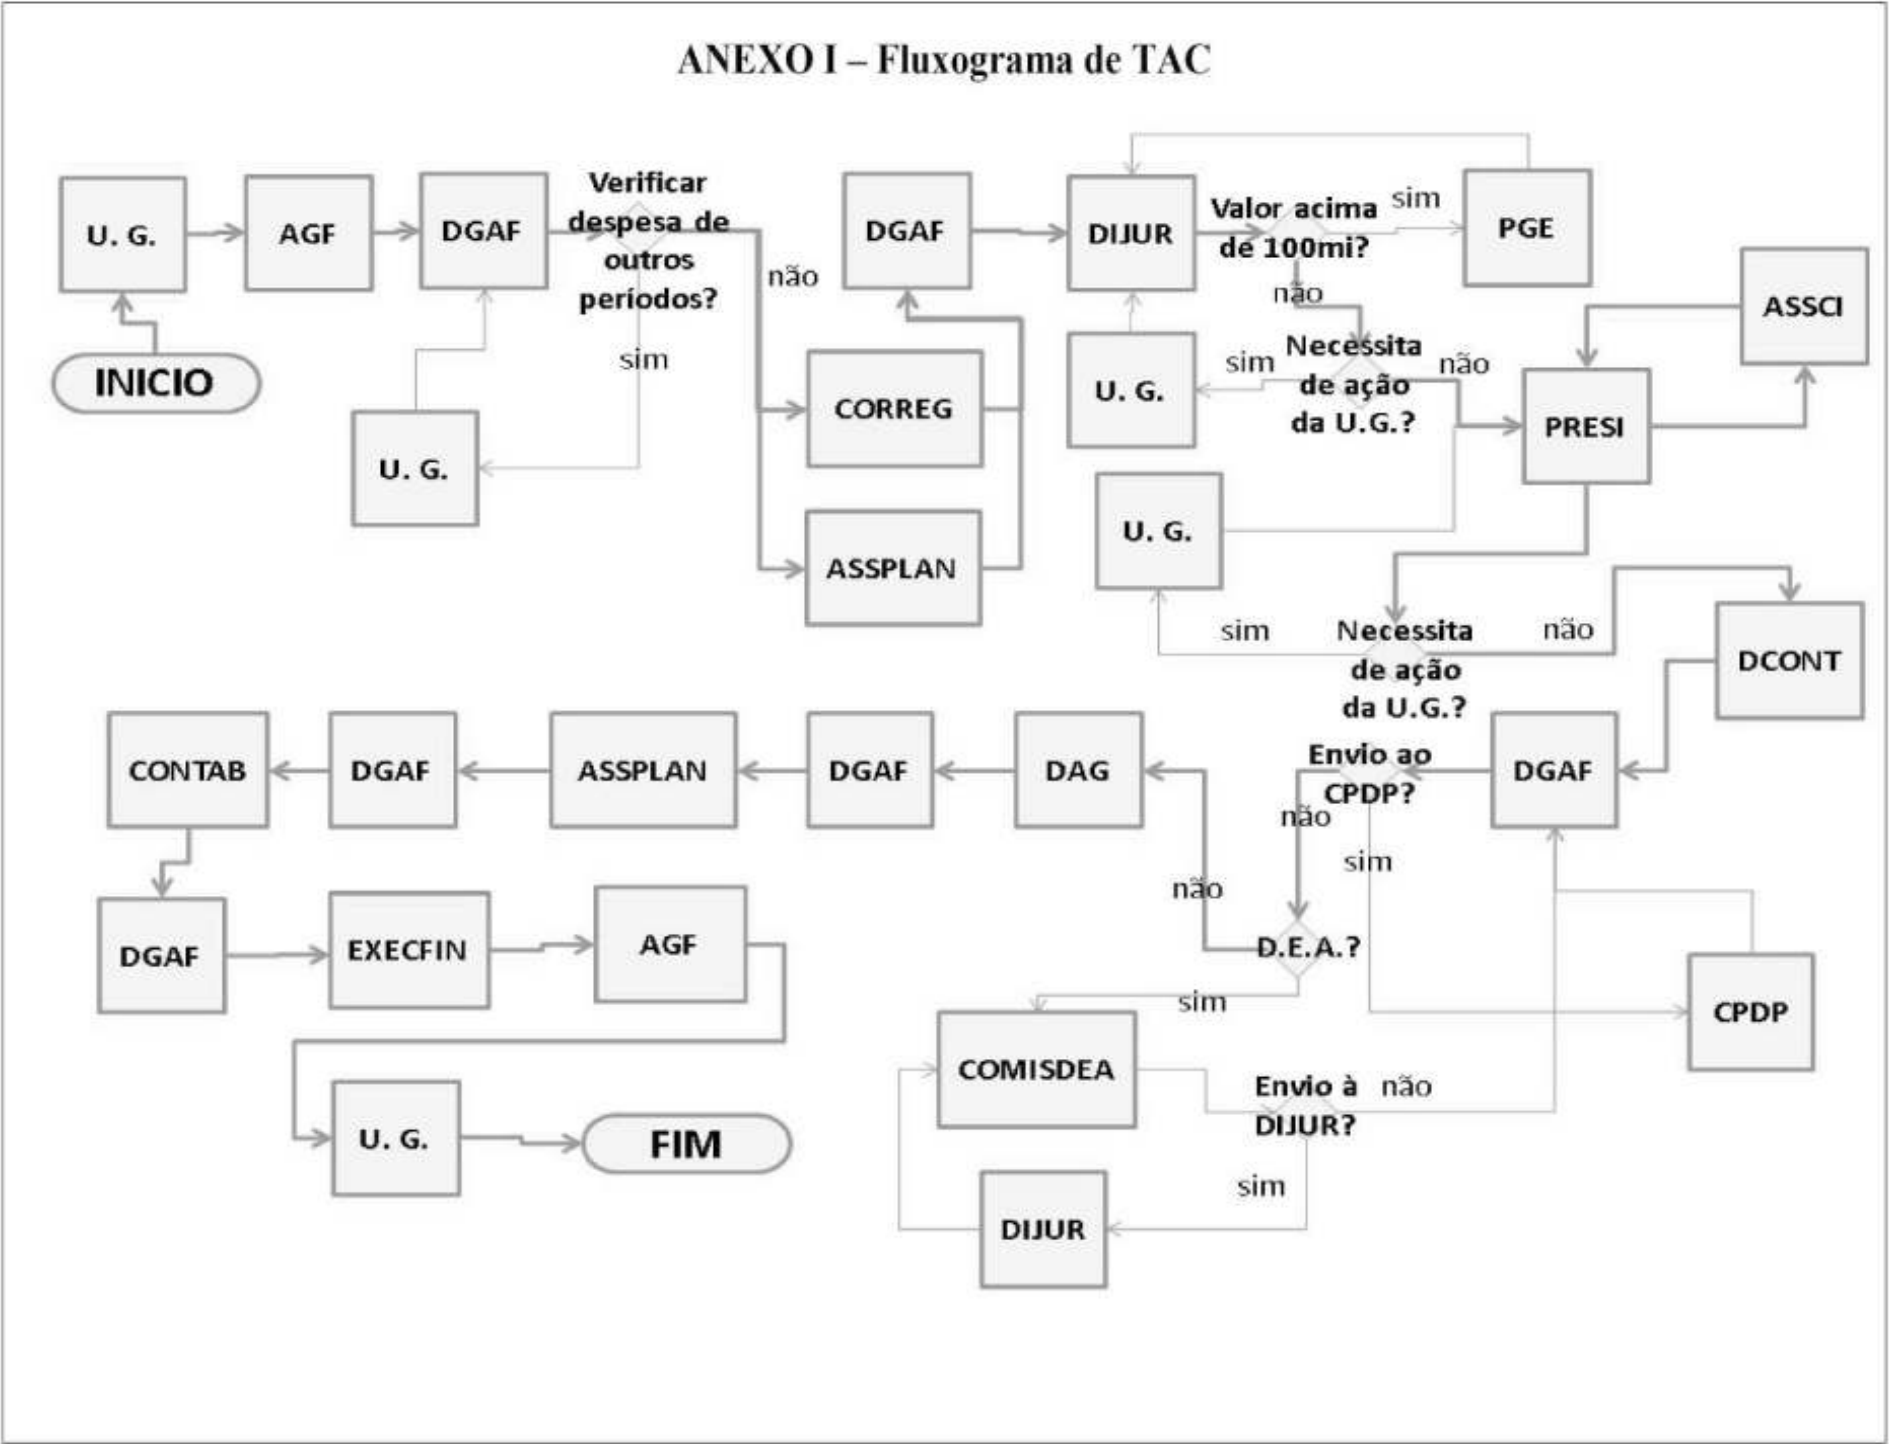 ANEXO I – Fluxograma de TAC
U. G.
AGF
DGAF
Verificar
despesa de
outros
períodos?
não
sim
INICIO
U. G.
CORREG
ASSPLAN
DGAF
DIJUR
Valor acima
de 100mi?
sim
não
PGE
ASSCI
U. G.
sim
Necessita
de ação
da U.G.?
não
PRESI
U. G.
sim
Necessita
de ação
da U.G.?
não
DCONT
DGAF
Envio ao
CPDP?
não
sim
CPDP
D.E.A.?
não
sim
DAG
DGAF
ASSPLAN
DGAF
CONTAB
DGAF
EXECFIN
AGF
U. G.
FIM
COMISDEA
Envio à
DIJUR?
não
sim
DIJUR